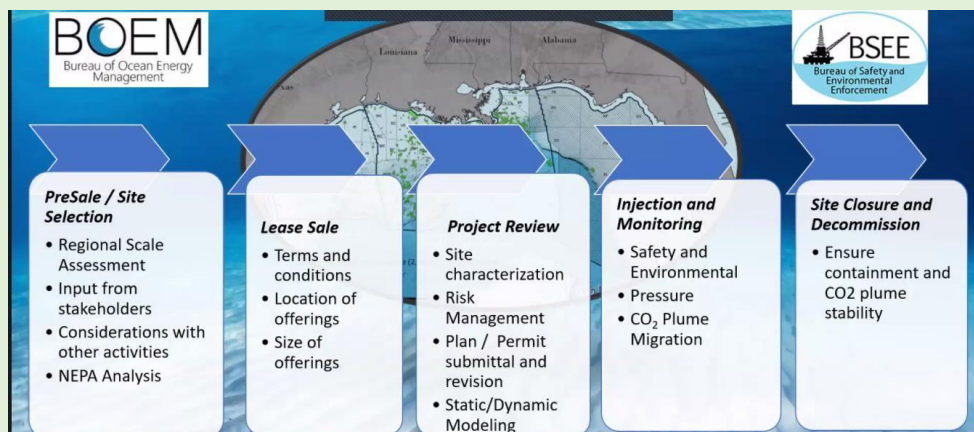 BOEM
Bureau of Ocean Energy
Management
Louisiana
Mississippi
Alabama
BSEE
Bureau of Safety and
Environmental
Enforcement
PreSale / Site
Selection
• Regional Scale
Assessment
• Input from
stakeholders
• Considerations with
other activities
• NEPA Analysis
Lease Sale
• Terms and
conditions
• Location of
offerings
• Size of
offerings
Project Review
• Site
characterization
• Risk
Management
• Plan / Permit
submittal and
revision
• Static/Dynamic
Modeling
Injection and
Monitoring
• Safety and
Environmental
• Pressure
• CO₂ Plume
Migration
Site Closure and
Decommission
• Ensure
containment and
CO2 plume
stability